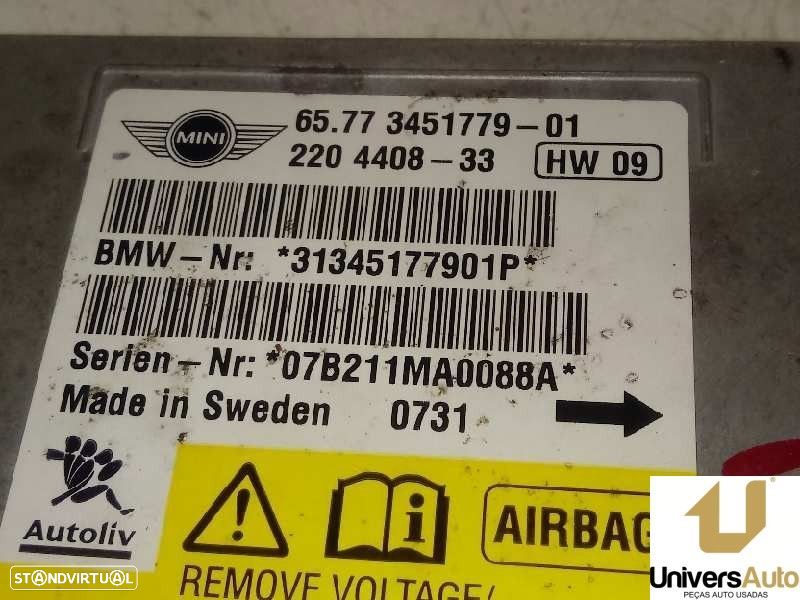 MINI
65.77 3451779-01
220 4408-33 HW 09
BMW-Nr: *31345177901P*
Serien-Nr: *07B211MA0088A*
Made in Sweden 0731
Autoliv
AIRBAG
REMOVE VOLTAGE/
STANDVIRTUAL
UniversAuto
PEÇAS AUTO USADAS